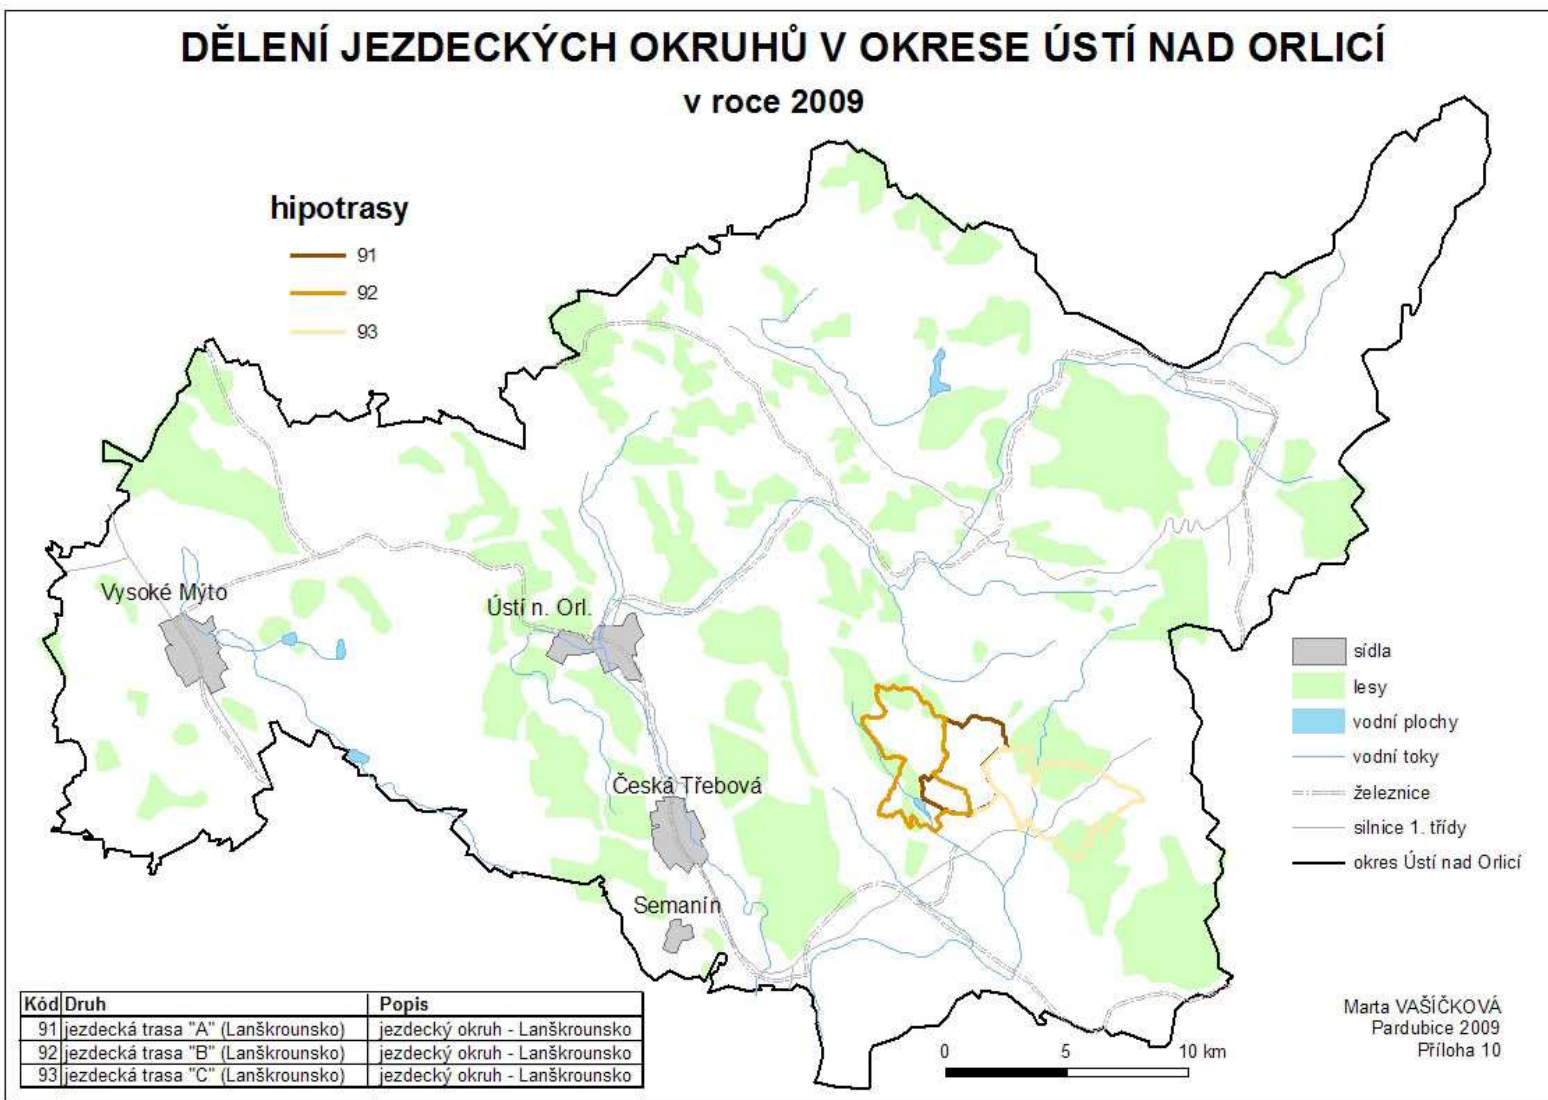 DĚLENÍ JEZDECKÝCH OKRUHŮ V OKRESE ÚSTÍ NAD ORLICÍ
v roce 2009
hipotrasy
91
92
93
Vysoké Mýto
Ústí n. Orl.
Česká Třebová
Semanín
sídla
lesy
vodní plochy
vodní toky
železnice
silnice 1. třídy
okres Ústí nad Orlicí
Kód Druh Popis
91 jezdecká trasa "A" (Lanškrounsko) jezdecký okruh - Lanškrounsko
92 jezdecká trasa "B" (Lanškrounsko) jezdecký okruh - Lanškrounsko
93 jezdecká trasa "C" (Lanškrounsko) jezdecký okruh - Lanškrounsko
0 5 10 km
Marta VAŠÍČKOVÁ
Pardubice 2009
Příloha 10